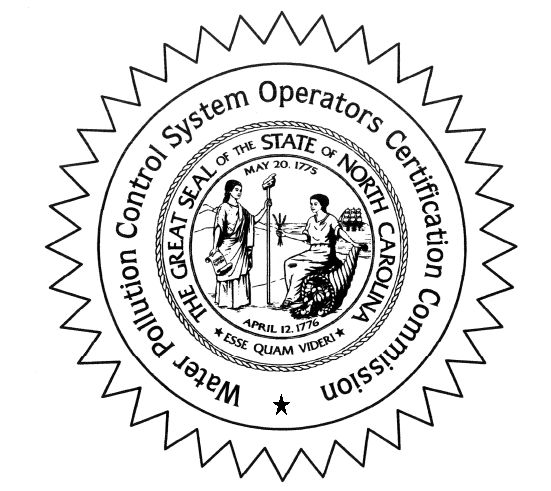 Water Pollution Control System Operators Certification Commission
THE GREAT SEAL OF THE STATE OF NORTH CAROLINA
MAY 20, 1775
APRIL 12, 1776
ESSE QUAM VIDERI